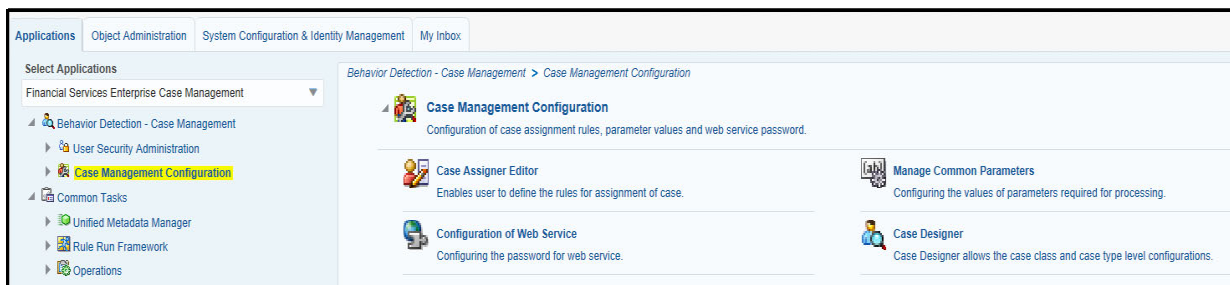 Applications Object Administration System Configuration & Identity Management My Inbox
Select Applications
Financial Services Enterprise Case Management
Behavior Detection - Case Management
User Security Administration
Case Management Configuration
Common Tasks
Unified Metadata Manager
Rule Run Framework
Operations
Behavior Detection - Case Management > Case Management Configuration
Case Management Configuration
Configuration of case assignment rules, parameter values and web service password.
Case Assigner Editor
Enables user to define the rules for assignment of case.
Manage Common Parameters
Configuring the values of parameters required for processing.
Configuration of Web Service
Configuring the password for web service.
Case Designer
Case Designer allows the case class and case type level configurations.